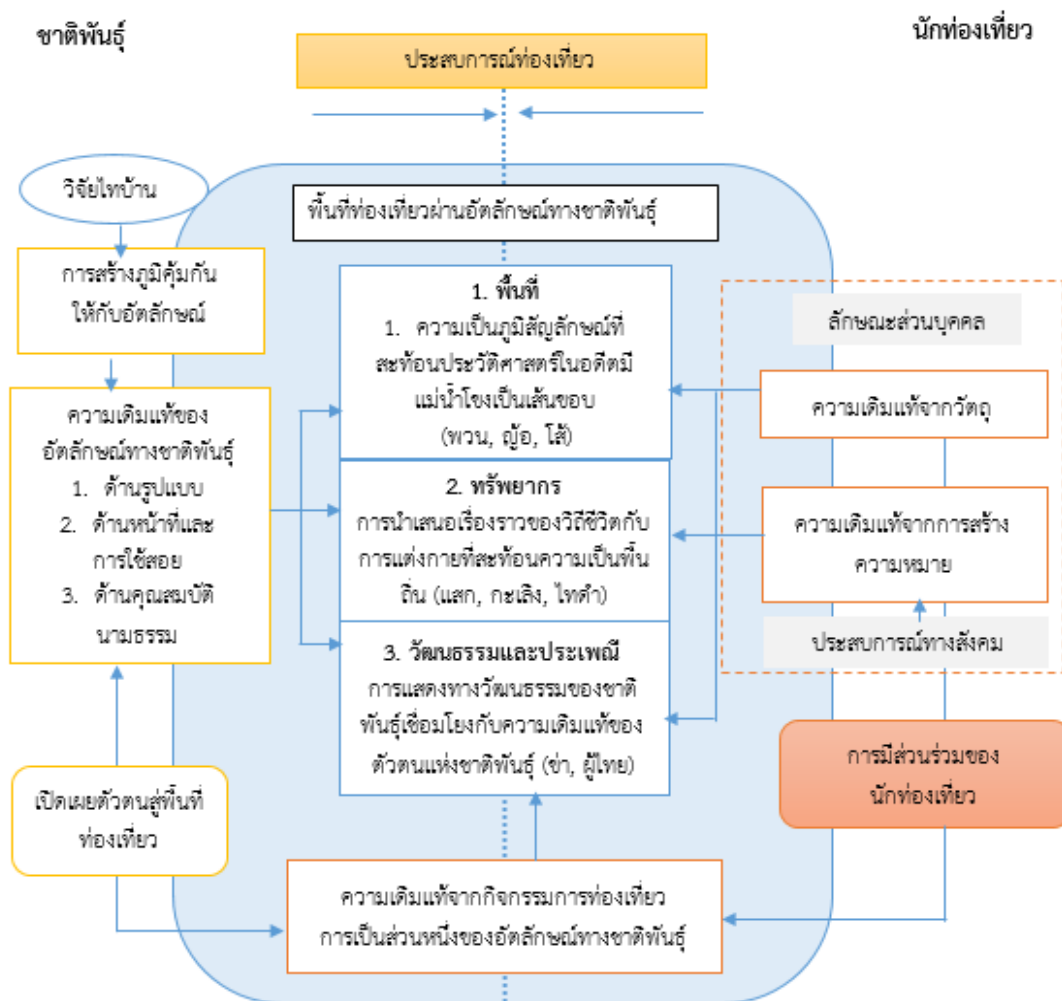 ชาติพันธุ์
นักท่องเที่ยว
ประสบการณ์ท่องเที่ยว
วิจัยไทบ้าน
พื้นที่ท่องเที่ยวผ่านอัตลักษณ์ทางชาติพันธุ์
การสร้างภูมิคุ้มกัน
ให้กับอัตลักษณ์
1. พื้นที่
1. ความเป็นภูมิสัญลักษณ์ที่
สะท้อนประวัติศาสตร์ในอดีตมี
แม่น้ำโขงเป็นเส้นขอบ
(พวน, ญ้อ, โส้)
ลักษณะส่วนบุคคล
ความเดิมแท้จากวัตถุ
ความเดิมแท้ของ
อัตลักษณ์ทางชาติพันธุ์
1. ด้านรูปแบบ
2. ด้านหน้าที่และ
การใช้สอย
3. ด้านคุณสมบัติ
นามธรรม
2. ทรัพยากร
การนำเสนอเรื่องราวของวิถีชีวิตกับ
การแต่งกายที่สะท้อนความเป็นพื้น
ถิ่น (แสก, กะเลิง, ไทดำ)
ความเดิมแท้จากการสร้าง
ความหมาย
ประสบการณ์ทางสังคม
3. วัฒนธรรมและประเพณี
การแสดงทางวัฒนธรรมของชาติ
พันธุ์เชื่อมโยงกับความเดิมแท้ของ
ตัวตนแห่งชาติพันธุ์ (ข่า, ผู้ไทย)
การมีส่วนร่วมของ
นักท่องเที่ยว
เปิดเผยตัวตนสู่พื้นที่
ท่องเที่ยว
ความเดิมแท้จากกิจกรรมการท่องเที่ยว
การเป็นส่วนหนึ่งของอัตลักษณ์ทางชาติพันธุ์